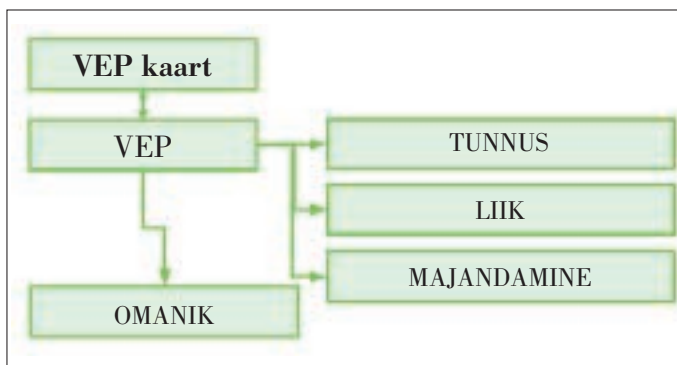 VEP kaart
VEP
TUNNUS
LIIK
MAJANDAMINE
OMANIK